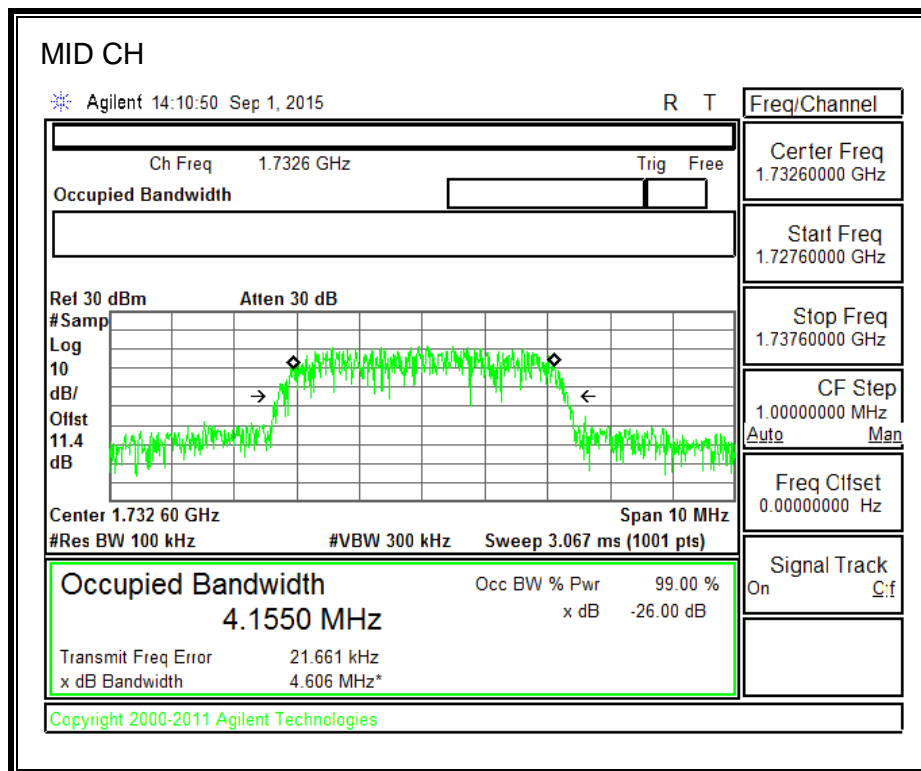 MID CH
Agilent 14:10:50 Sep 1, 2015 R T
Freq/Channel
Ch Freq 1.7326 GHz Trig Free
Occupied Bandwidth
Center Freq
1.73260000 GHz
Start Freq
1.72760000 GHz
Stop Freq
1.73760000 GHz
CF Step
1.00000000 MHz
Auto Man
Freq Offset
0.00000000 Hz
Signal Track
On Off
Ref 30 dBm Atten 30 dB
#Samp
Log
10
dB/
Offst
11.4
dB
Center 1.732 60 GHz Span 10 MHz
#Res BW 100 kHz #VBW 300 kHz Sweep 3.067 ms (1001 pts)
Occupied Bandwidth
4.1550 MHz
Occ BW % Pwr 99.00 %
x dB -26.00 dB
Transmit Freq Error 21.661 kHz
x dB Bandwidth 4.606 MHz*
Copyright 2000-2011 Agilent Technologies